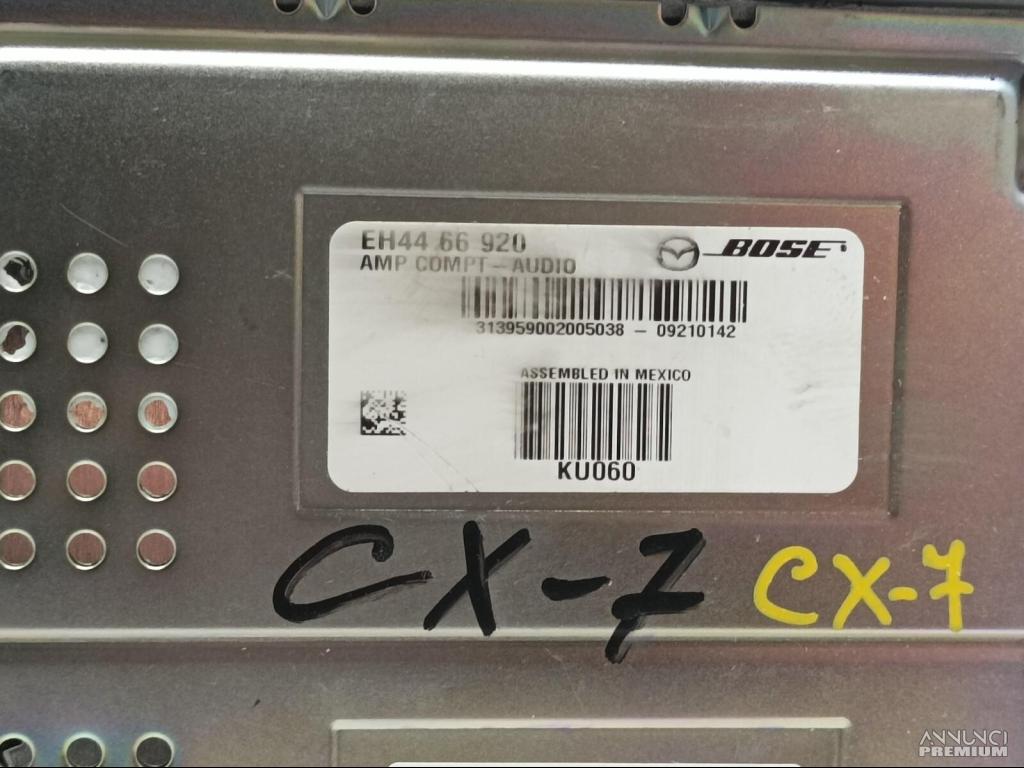 EH44 66 920
AMP COMPT-AUDIO
BOSE
313959002005038 - 09210142
ASSEMBLED IN MEXICO
KU060
CX-7
CX-7
ANNUNCI
PREMIUM